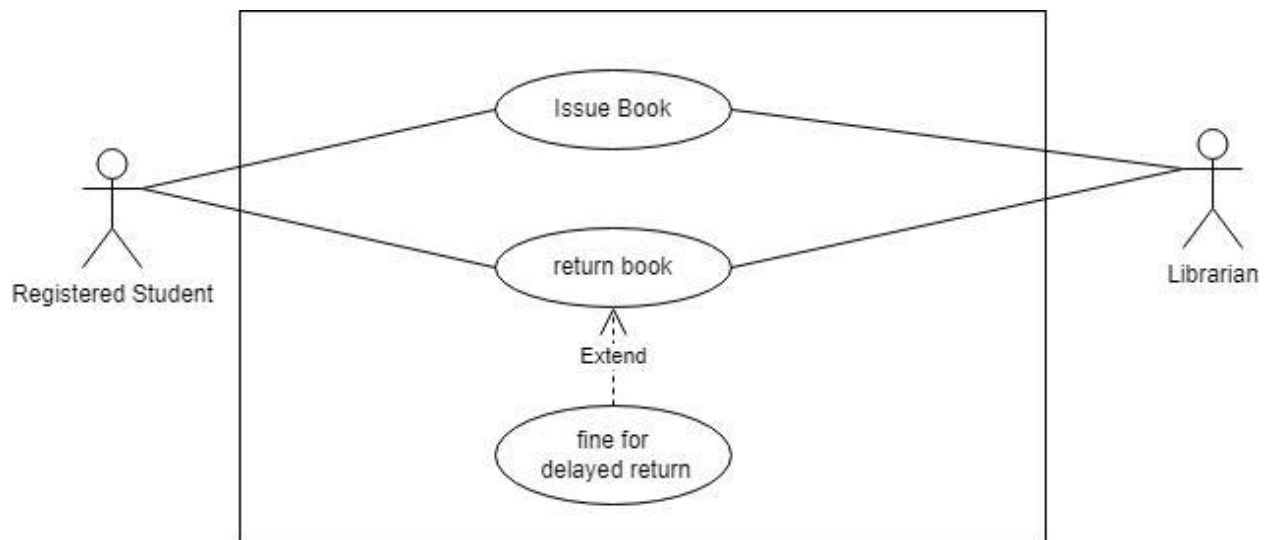 Issue Book
return book
Registered Student
Librarian
Extend
fine for
delayed return